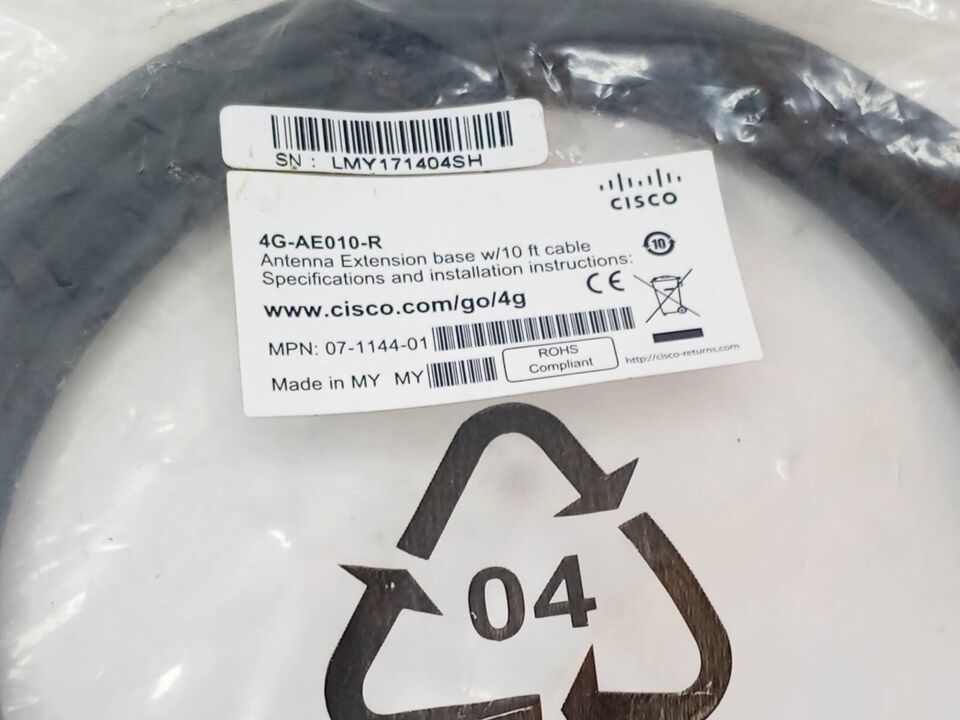 SN : LMY171404SH
CISCO
4G-AE010-R
Antenna Extension base w/10 ft cable
Specifications and installation instructions:
10
CE
www.cisco.com/go/4g
MPN: 07-1144-01
ROHS
Compliant
http://cisco-returns.com
Made in MY MY
04